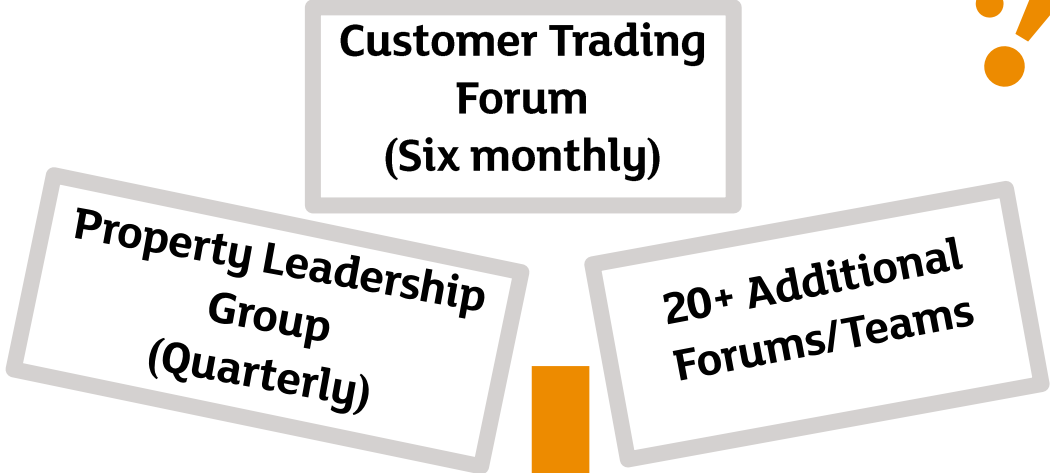 Customer Trading
Forum
(Six monthly)
Property Leadership
Group
(Quarterly)
20+ Additional
Forums/Teams